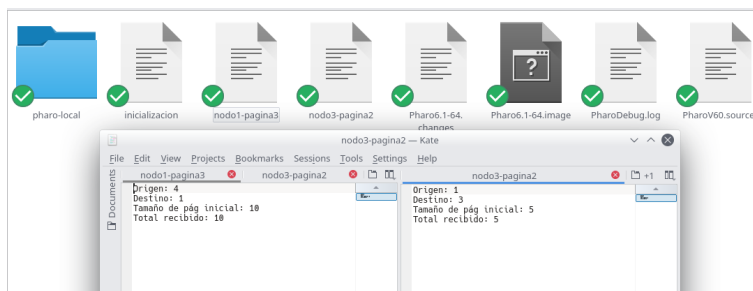 pharo-local
inicializacion
nodo1-pagina3
nodo3-pagina2
Pharo6.1-64.
changes
Pharo6.1-64.image
PharoDebug.log
PharoV60.source
nodo3-pagina2 — Kate
File Edit View Projects Bookmarks Sessions Tools Settings Help
Documents
nodo1-pagina3
nodo3-pagina2
nodo3-pagina2
+1
Origen: 4
Destino: 1
Tamaño de pág inicial: 10
Total recibido: 10
Origen: 1
Destino: 3
Tamaño de pág inicial: 5
Total recibido: 5